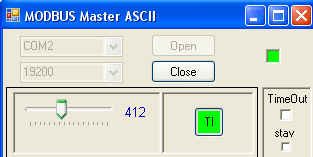 MODBUS Master ASCII
COM2
Open
19200
Close
412
TI
TimeOut
stav